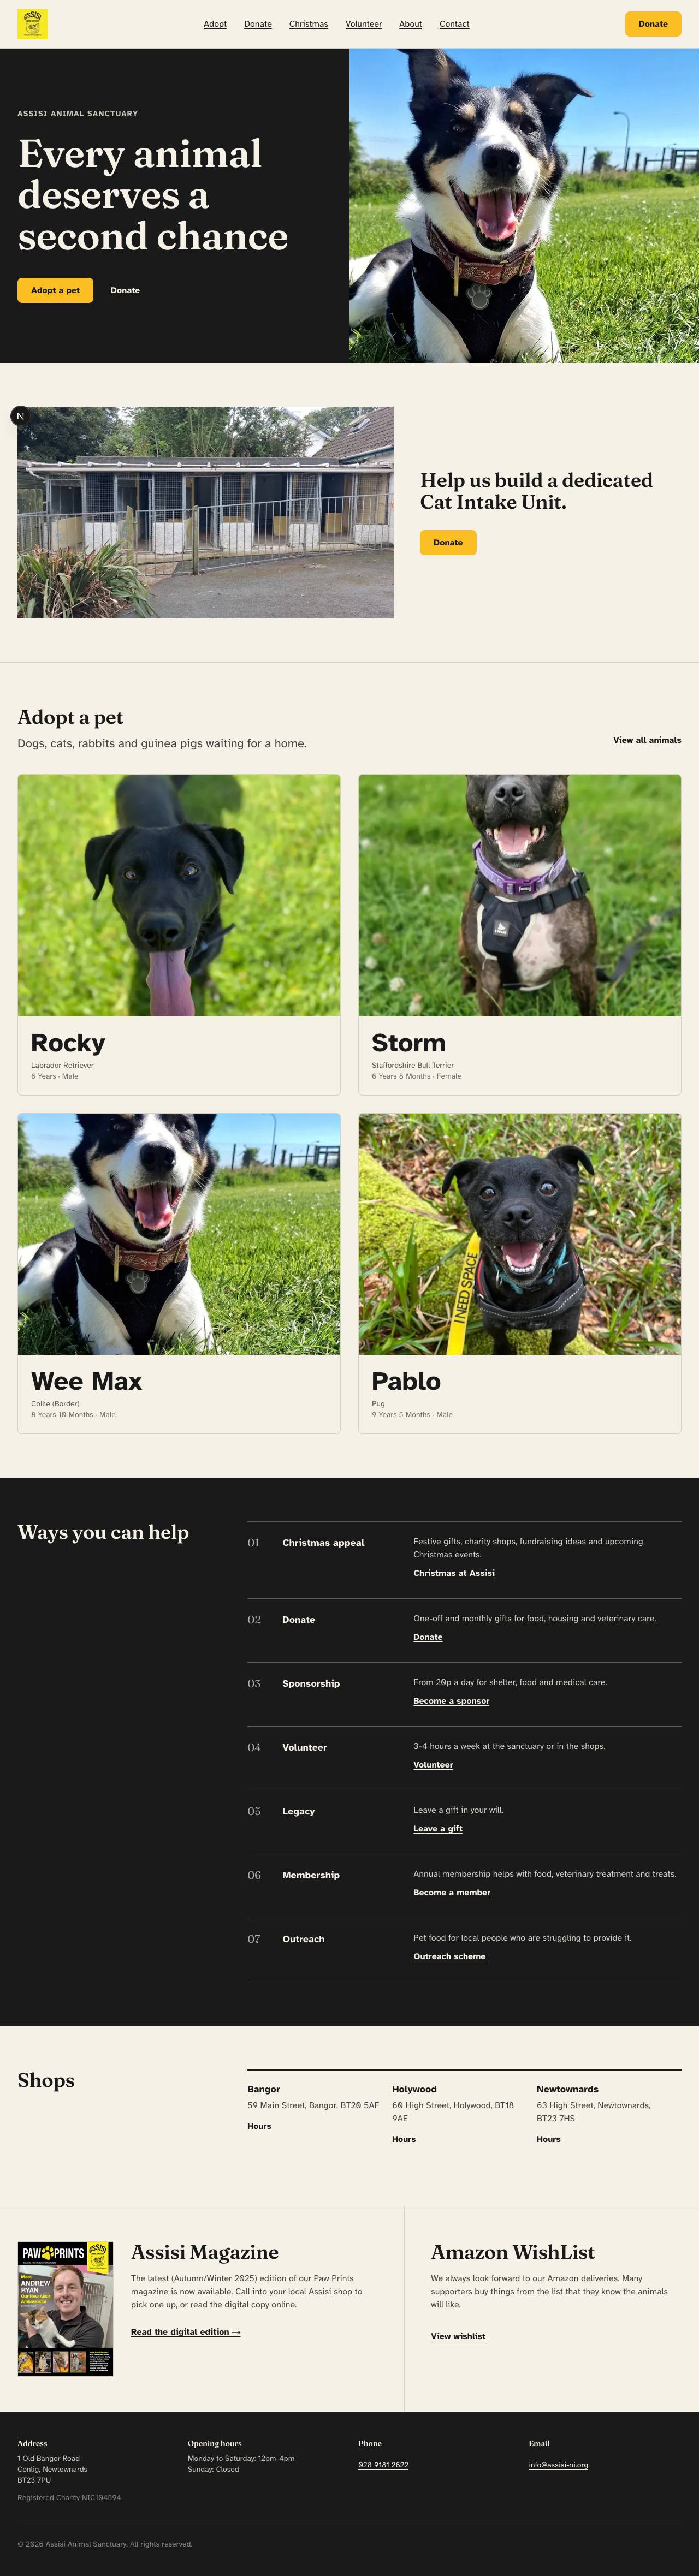 ASSISI
Adopt
Donate
Christmas
Volunteer
About
Contact
Donate
ASSISI ANIMAL SANCTUARY
Every animal
deserves a
second chance
Adopt a pet
Donate
N
Help us build a dedicated
Cat Intake Unit.
Donate
Adopt a pet
Dogs, cats, rabbits and guinea pigs waiting for a home.
View all animals
Rocky
Labrador Retriever
6 Years · Male
Storm
Staffordshire Bull Terrier
6 Years 8 Months · Female
I NEED SPACE
Wee Max
Collie (Border)
8 Years 10 Months · Male
Pablo
Pug
9 Years 5 Months · Male
Ways you can help
01
Christmas appeal
Festive gifts, charity shops, fundraising ideas and upcoming
Christmas events.
Christmas at Assisi
02
Donate
One-off and monthly gifts for food, housing and veterinary care.
Donate
03
Sponsorship
From 20p a day for shelter, food and medical care.
Become a sponsor
04
Volunteer
3-4 hours a week at the sanctuary or in the shops.
Volunteer
05
Legacy
Leave a gift in your will.
Leave a gift
06
Membership
Annual membership helps with food, veterinary treatment and treats.
Become a member
07
Outreach
Pet food for local people who are struggling to provide it.
Outreach scheme
Shops
Bangor
59 Main Street, Bangor, BT20 5AF
Hours
Holywood
60 High Street, Holywood, BT18
9AE
Hours
Newtownards
63 High Street, Newtownards,
BT23 7HS
Hours
PAW PRINTS
Meet
ANDREW
RYAN
Our New Assisi
Ambassador
Assisi Magazine
The latest (Autumn/Winter 2025) edition of our Paw Prints
magazine is now available. Call into your local Assisi shop to
pick one up, or read the digital copy online.
Read the digital edition →
Amazon WishList
We always look forward to our Amazon deliveries. Many
supporters buy things from the list that they know the animals
will like.
View wishlist
Address
1 Old Bangor Road
Conlig, Newtownards
BT23 7PU
Registered Charity NIC104594
Opening hours
Monday to Saturday: 12pm–4pm
Sunday: Closed
Phone
028 9181 2622
Email
info@assisi-ni.org
© 2026 Assisi Animal Sanctuary. All rights reserved.